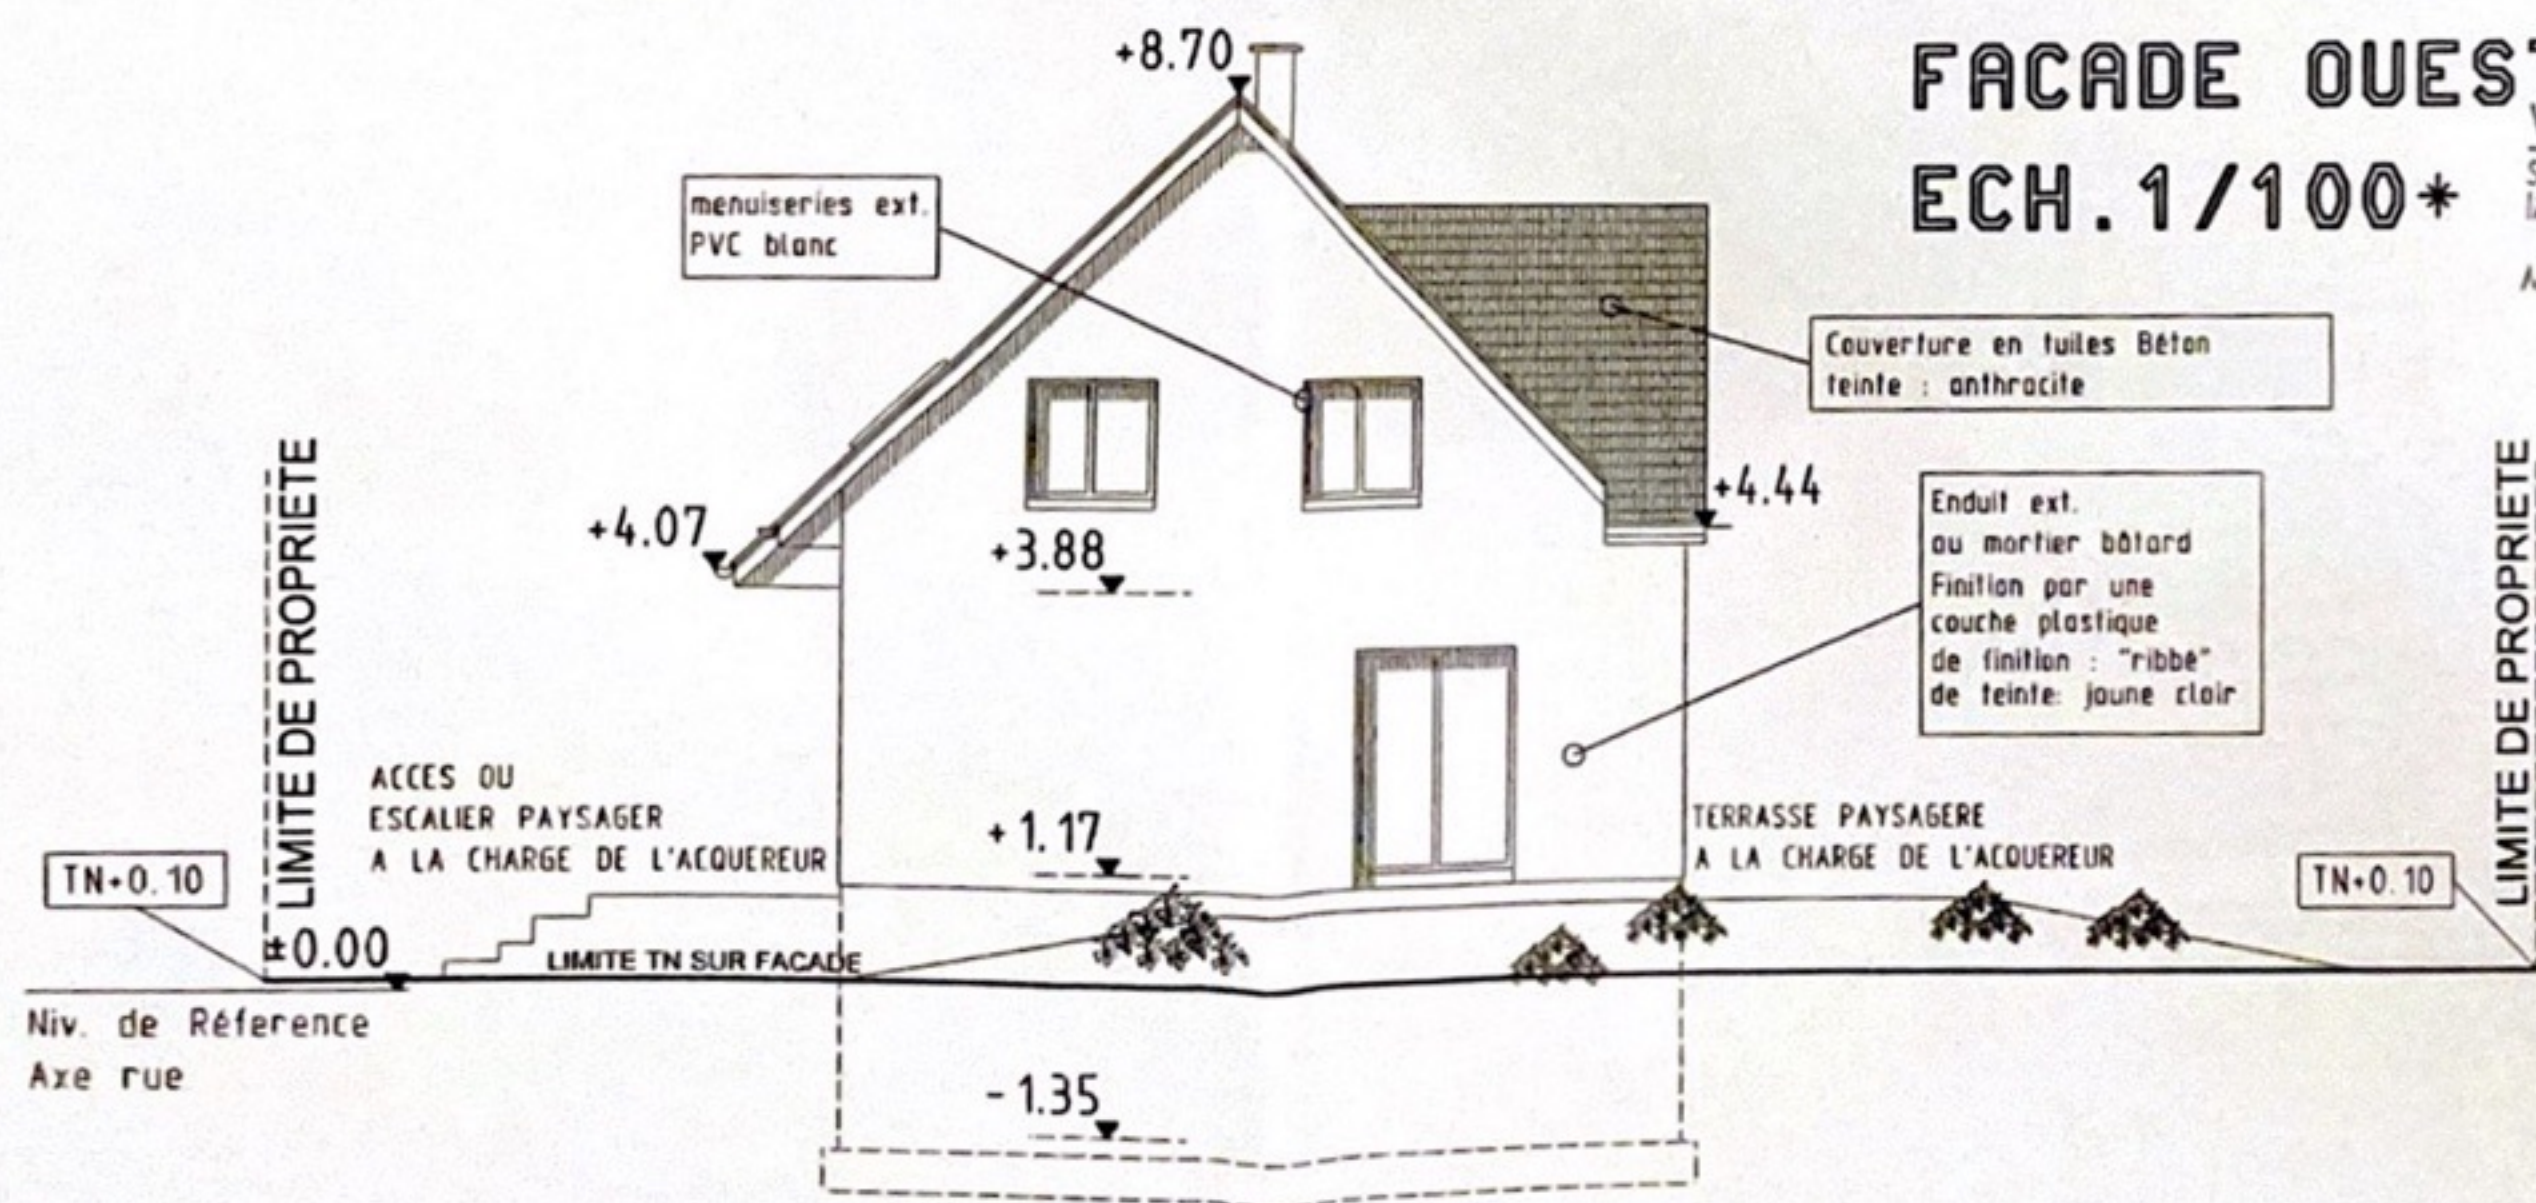 +8.70
FACADE OUEST
ECH.1/100*
menuiseries ext.
PVC blanc
Couverture en tuiles Béton
teinte : anthracite
LIMITE DE PROPRIETE
+4.07
+3.88
+4.44
Enduit ext.
au mortier bâtard
Finition par une
couche plastique
de finition : "ribbé"
de teinte: jaune clair
LIMITE DE PROPRIETE
ACCES OU
ESCALIER PAYSAGER
A LA CHARGE DE L'ACQUEREUR
+1.17
TERRASSE PAYSAGERE
A LA CHARGE DE L'ACQUEREUR
TN+0.10
TN+0.10
±0.00
LIMITE TN SUR FACADE
Niv. de Réference
Axe rue
-1.35